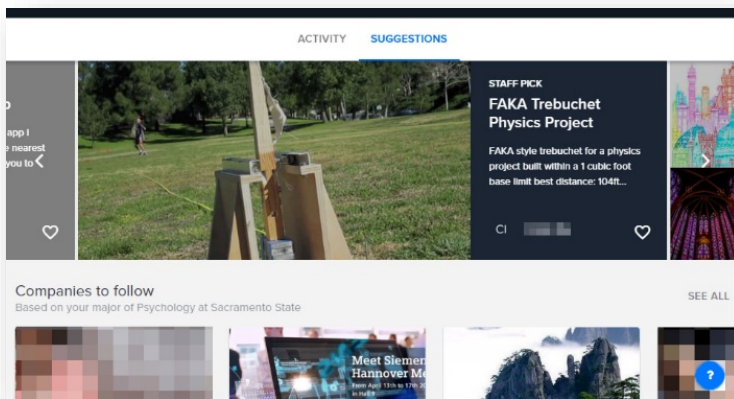 ACTIVITY SUGGESTIONS
app I
nearest
you to
STAFF PICK
FAKA Trebuchet
Physics Project
FAKA style trebuchet for a physics
project built within a 1 cubic foot
base limit best distance: 104ft...
CI
Companies to follow
SEE ALL
Based on your major of Psychology at Sacramento State
Meet Siemen
Hannover Me
From April 13th to 17th 20
in Hall 9
?